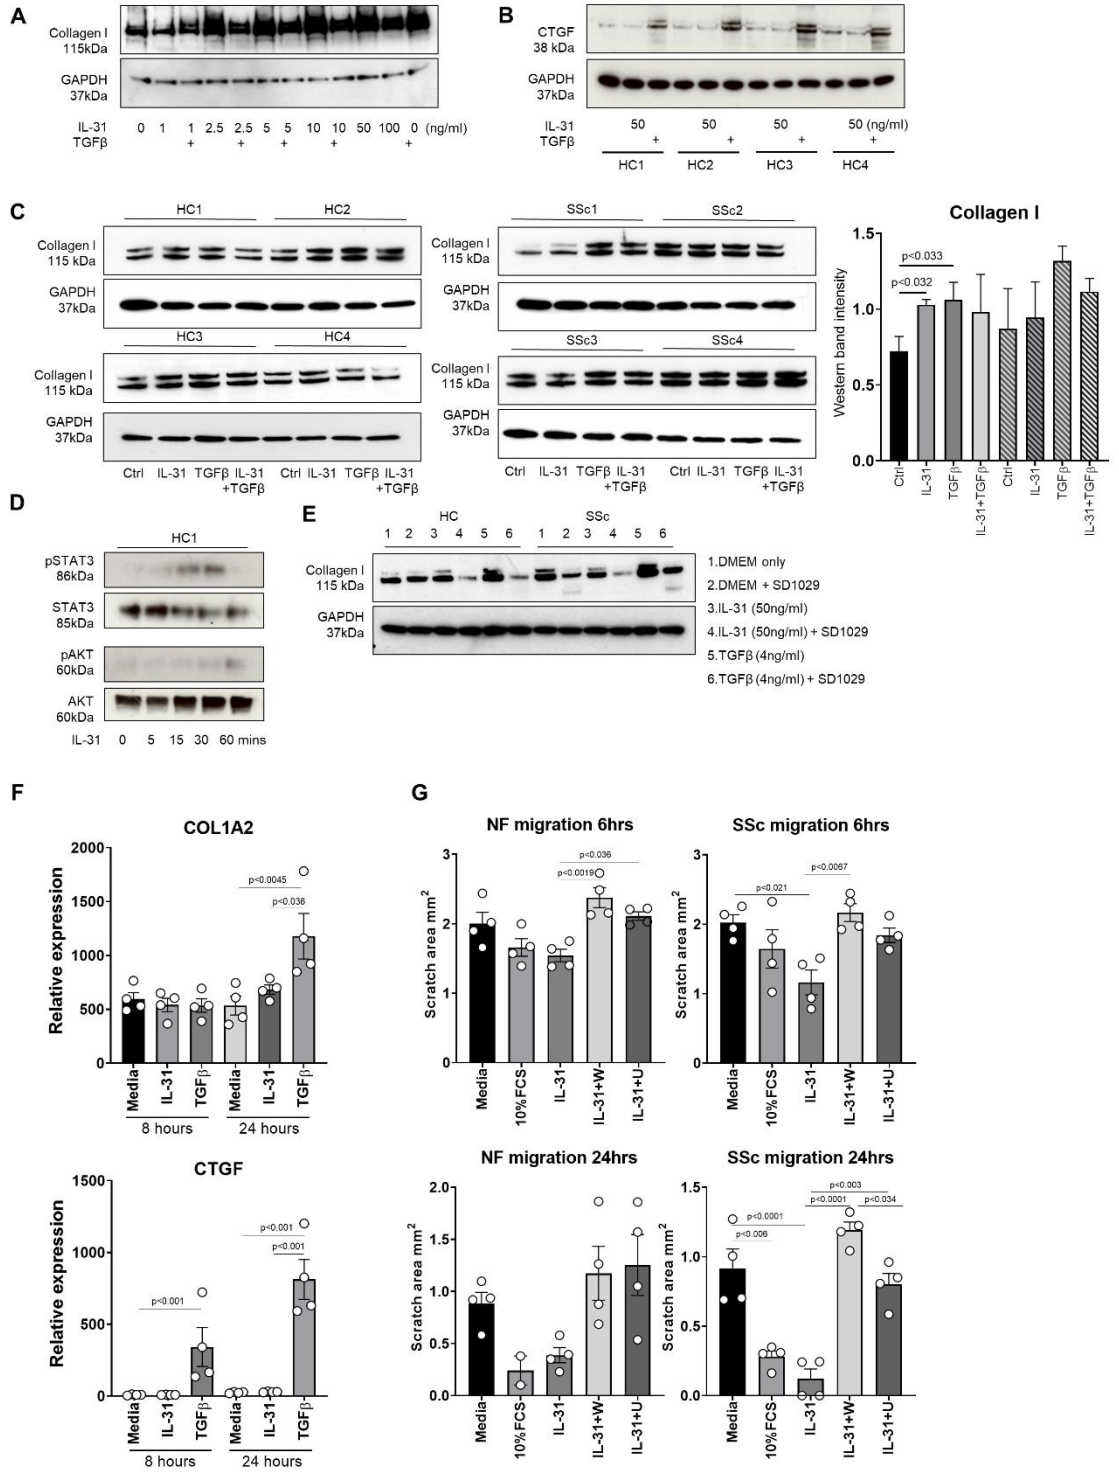 A
Collagen I
115kDa
GAPDH
37kDa
IL-31 0 1 1 2.5 2.5 5 5 10 10 50 100 0 (ng/ml)
TGFβ + + + + +
B
CTGF
38 kDa
GAPDH
37kDa
IL-31 50 50 50 50 (ng/ml)
TGFβ + + + +
HC1 HC2 HC3 HC4
C
HC1 HC2
Collagen I
115 kDa
GAPDH
37kDa
HC3 HC4
Collagen I
115 kDa
GAPDH
37kDa
Ctrl IL-31 TGFβ IL-31 Ctrl IL-31 TGFβ IL-31
+TGFβ +TGFβ
SSc1 SSc2
Collagen I
115 kDa
GAPDH
37kDa
SSc3 SSc4
Collagen I
115 kDa
GAPDH
37kDa
Ctrl IL-31 TGFβ IL-31 Ctrl IL-31 TGFβ IL-31
+TGFβ +TGFβ
Collagen I
Western band intensity
1.5
1.0
0.5
0.0
p<0.033
p<0.032
Ctrl IL-31 TGFβ IL-31+TGFβ Ctrl IL-31 TGFβ IL-31+TGFβ
D
HC1
pSTAT3
86kDa
STAT3
85kDa
pAKT
60kDa
AKT
60kDa
IL-31 0 5 15 30 60 mins
E
HC SSc
1 2 3 4 5 6 1 2 3 4 5 6
Collagen I
115 kDa
GAPDH
37kDa
1.DMEM only
2.DMEM + SD1029
3.IL-31 (50ng/ml)
4.IL-31 (50ng/ml) + SD1029
5.TGFβ (4ng/ml)
6.TGFβ (4ng/ml) + SD1029
F
COL1A2
Relative expression
2000
1500
1000
500
0
p<0.0045
p<0.036
Media IL-31 TGFβ Media IL-31 TGFβ
8 hours 24 hours
CTGF
Relative expression
1500
1000
500
0
p<0.001
p<0.001
p<0.001
Media IL-31 TGFβ Media IL-31 TGFβ
8 hours 24 hours
G
NF migration 6hrs
Scratch area mm²
3
2
1
0
p<0.036
p<0.0019
Media 10%FCS IL-31 IL-31+W IL-31+U
SSc migration 6hrs
Scratch area mm²
3
2
1
0
p<0.0067
p<0.021
Media 10%FCS IL-31 IL-31+W IL-31+U
NF migration 24hrs
Scratch area mm²
2.0
1.5
1.0
0.5
0.0
Media 10%FCS IL-31 IL-31+W IL-31+U
SSc migration 24hrs
Scratch area mm²
1.5
1.0
0.5
0.0
p<0.003
p<0.0001 p<0.034
p<0.0001
p<0.006
Media 10%FCS IL-31 IL-31+W IL-31+U